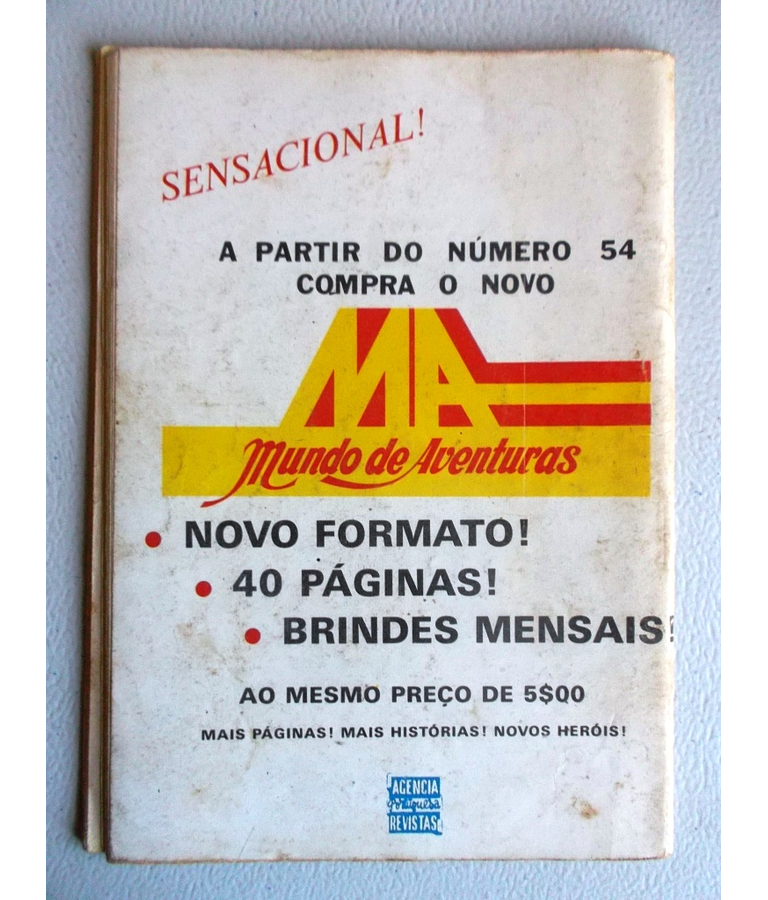 SENSACIONAL!
A PARTIR DO NÚMERO 54
COMPRA O NOVO
MA
Mundo de Aventuras
• NOVO FORMATO!
• 40 PÁGINAS!
• BRINDES MENSAIS!
AO MESMO PREÇO DE 5$00
MAIS PÁGINAS! MAIS HISTÓRIAS! NOVOS HERÓIS!
AGENCIA
Portuguesa
REVISTAS